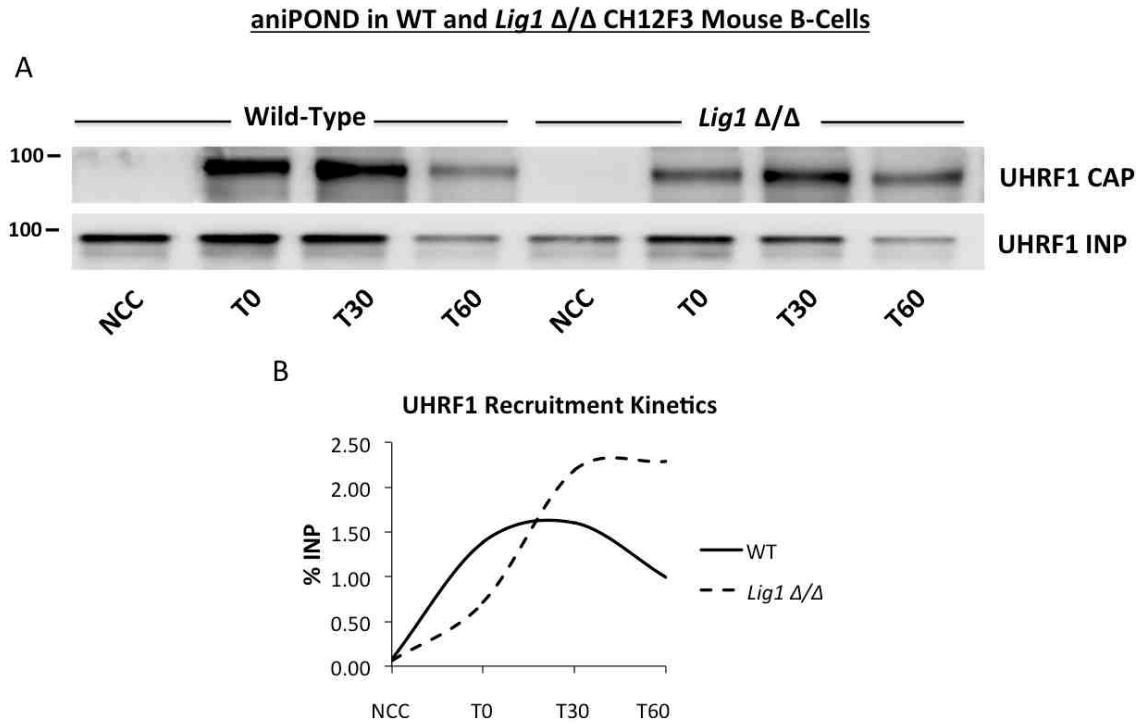 aniPOND in WT and Lig1 Δ/Δ CH12F3 Mouse B-Cells
A
Wild-Type Lig1 Δ/Δ
100 UHRF1 CAP
100 UHRF1 INP
NCC T0 T30 T60 NCC T0 T30 T60
B
UHRF1 Recruitment Kinetics
2.50
2.00
1.50
1.00
0.50
0.00
% INP
WT
Lig1 Δ/Δ
NCC T0 T30 T60